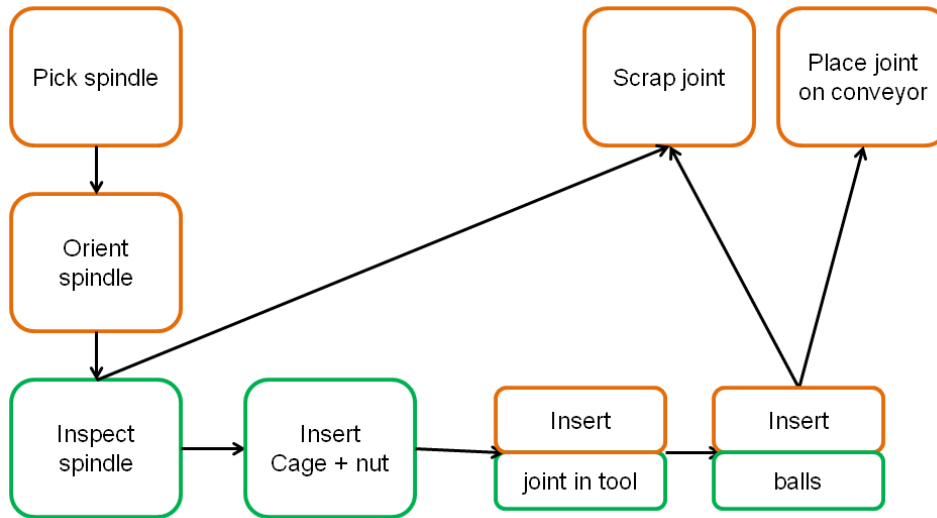 Pick spindle
Scrap joint
Place joint
on conveyor
Orient
spindle
Inspect
spindle
Insert
Cage + nut
Insert
joint in tool
Insert
balls